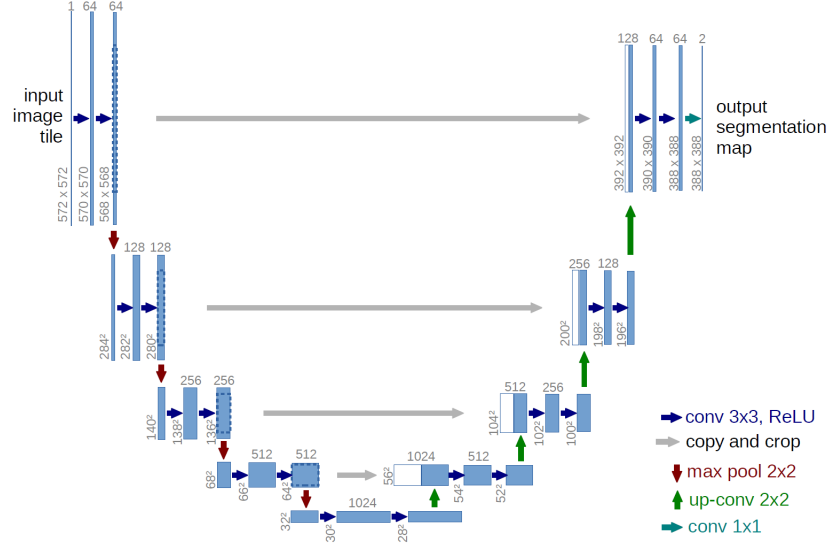 1 64 64
128 64 64 2
input
image
tile
output
segmentation
map
572 x 572
570 x 570
568 x 568
392 x 392
390 x 390
388 x 388
388 x 388
128 128
256 128
284²
282²
280²
200²
198²
196²
256 256
512 256
140²
138²
136²
104²
102²
100²
512 512
1024 512
68²
66²
64²
56²
54²
52²
1024
32²
30²
28²
conv 3x3, ReLU
copy and crop
max pool 2x2
up-conv 2x2
conv 1x1